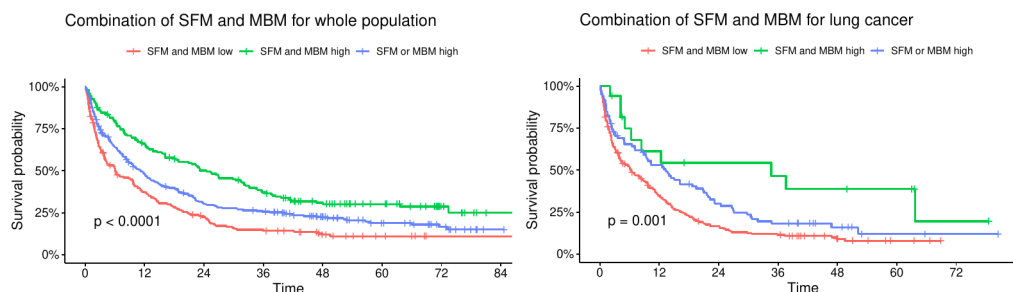 Combination of SFM and MBM for whole population
SFM and MBM low SFM and MBM high SFM or MBM high
100%
75%
50%
25%
0%
Survival probability
p < 0.0001
0 12 24 36 48 60 72 84
Time
Combination of SFM and MBM for lung cancer
SFM and MBM low SFM and MBM high SFM or MBM high
100%
75%
50%
25%
0%
Survival probability
p = 0.001
0 12 24 36 48 60 72
Time